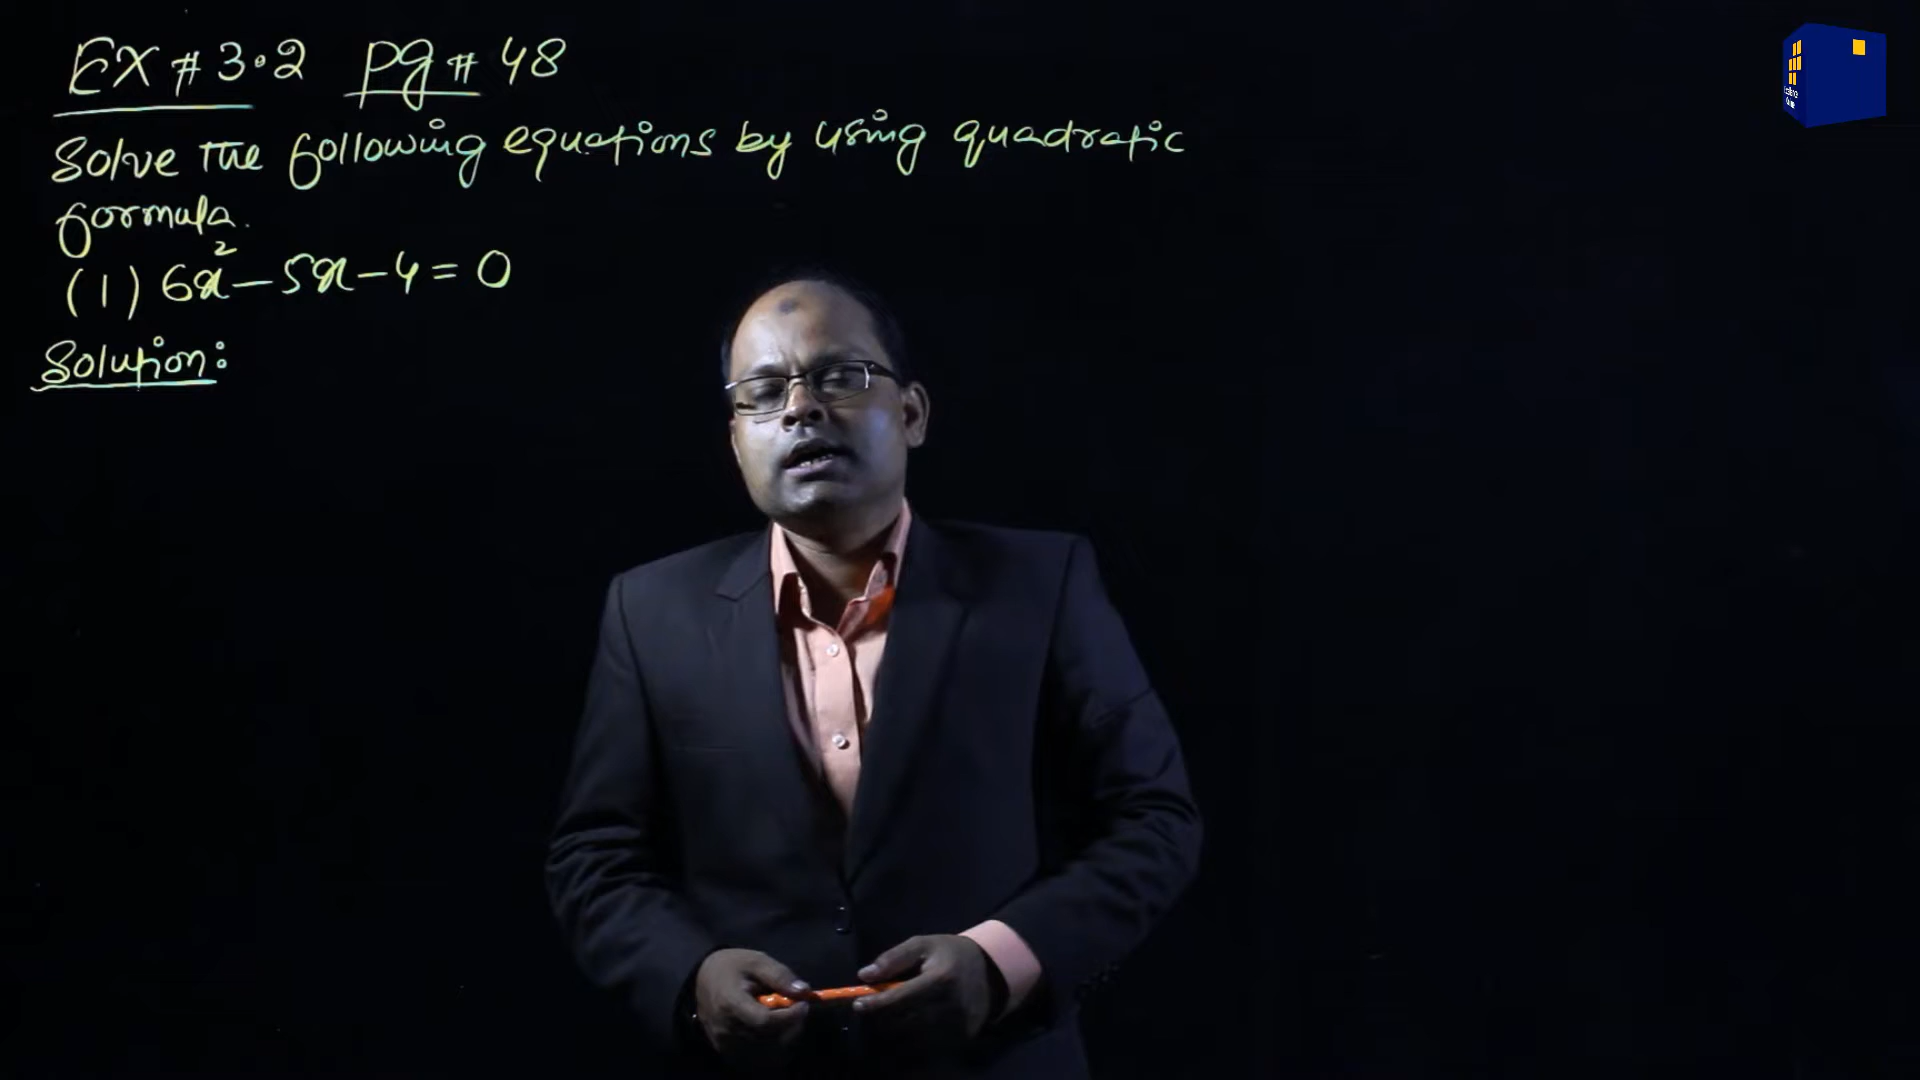 EX # 3.2 Pg # 48
Solve the following equations by using quadratic
formula.
(1) 6x² - 5x - 4 = 0
Solution: